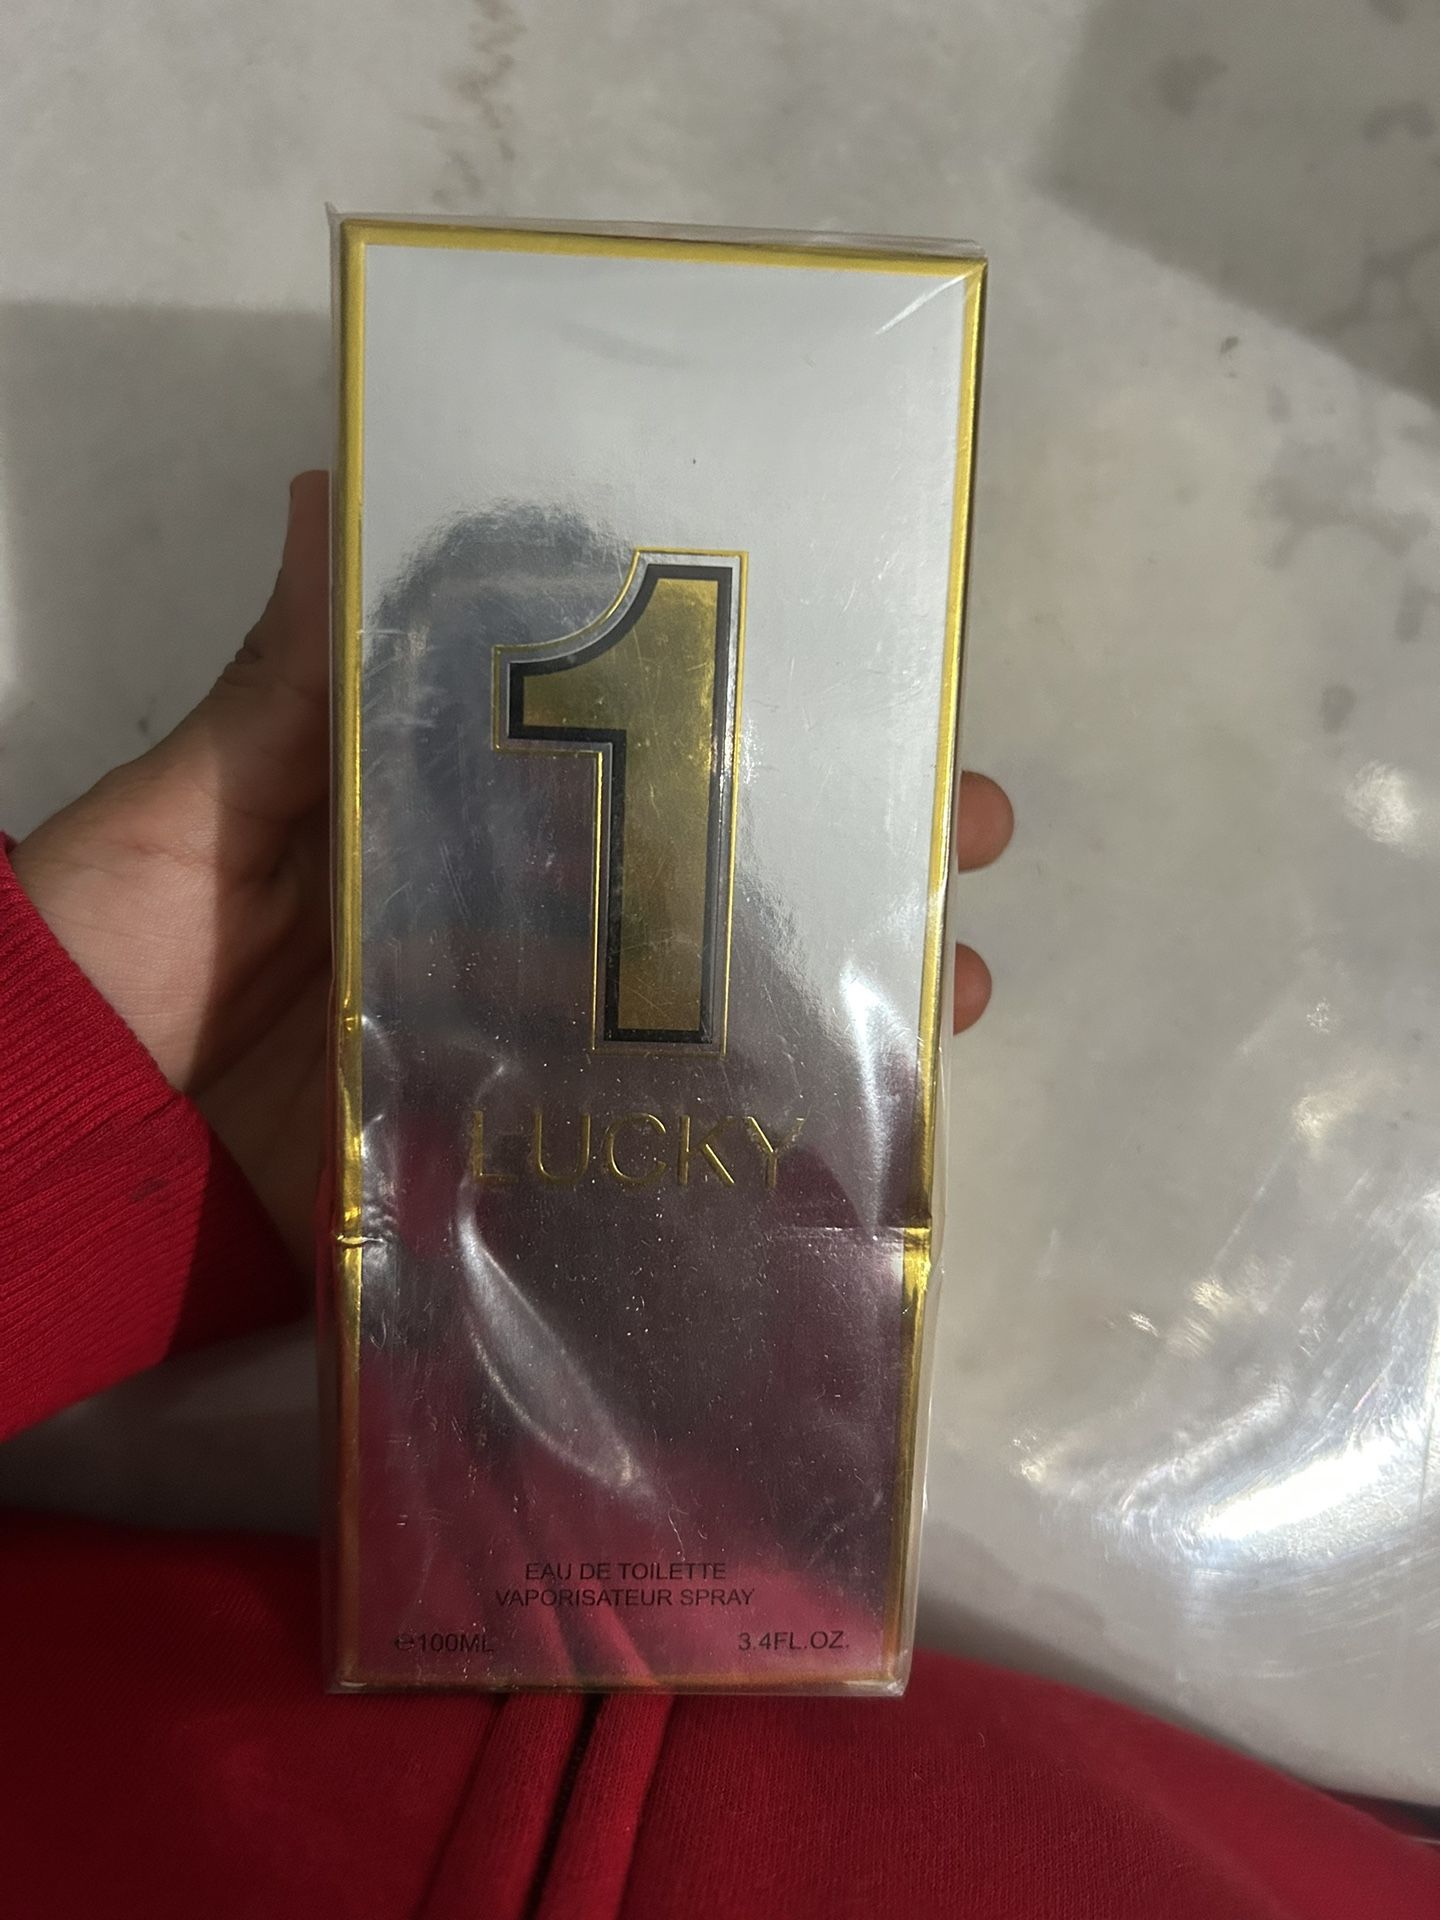 1
LUCKY
EAU DE TOILETTE
VAPORISATEUR SPRAY
℮100ML 3.4FL.OZ.